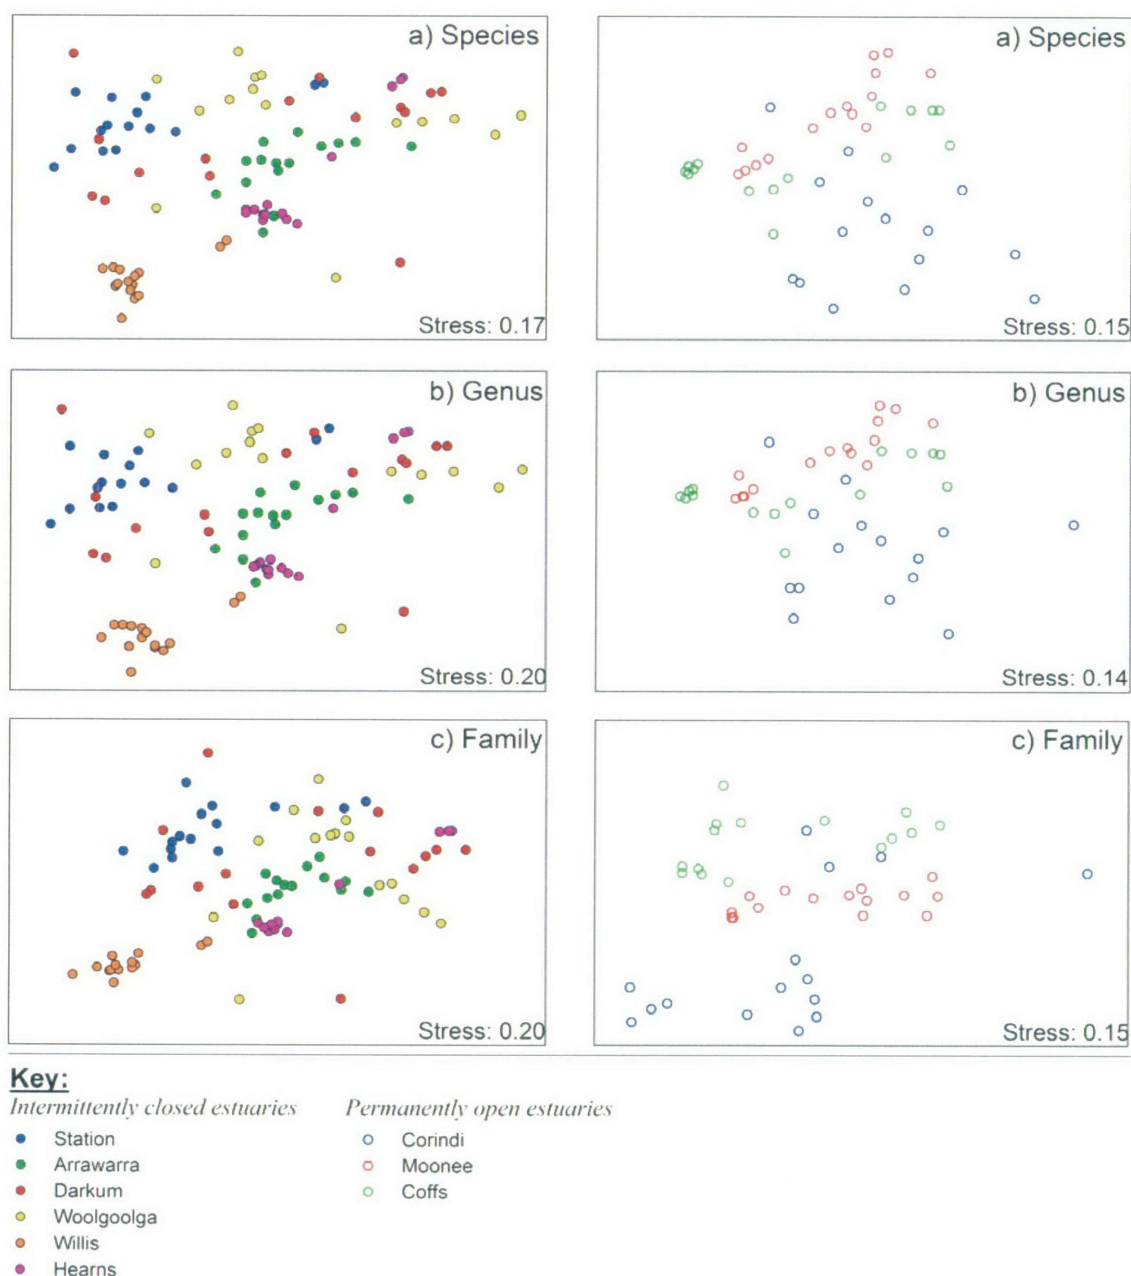 a) Species
Stress: 0.17
a) Species
Stress: 0.15
b) Genus
Stress: 0.20
b) Genus
Stress: 0.14
c) Family
Stress: 0.20
c) Family
Stress: 0.15
Key:
Intermittently closed estuaries
Station
Arrawarra
Darkum
Woolgoolga
Willis
Hearns
Permanently open estuaries
Corindi
Moonee
Coffs